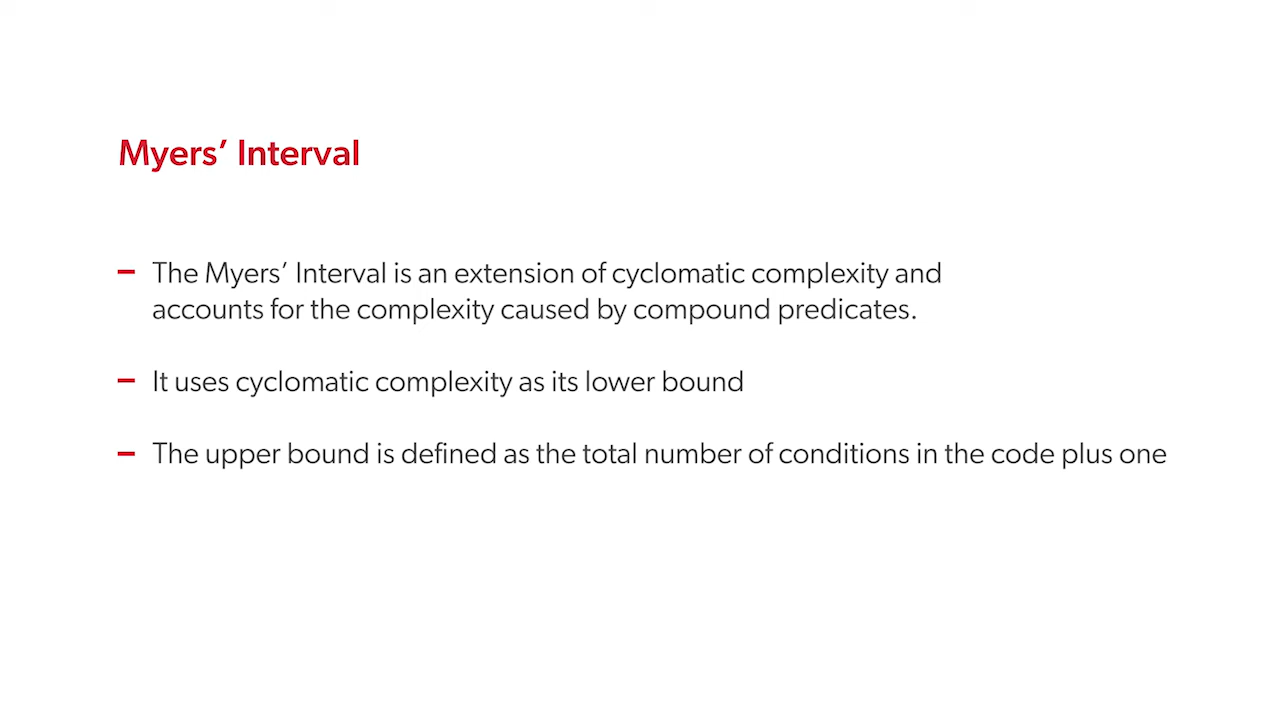 Myers’ Interval
– The Myers’ Interval is an extension of cyclomatic complexity and
accounts for the complexity caused by compound predicates.
– It uses cyclomatic complexity as its lower bound
– The upper bound is defined as the total number of conditions in the code plus one